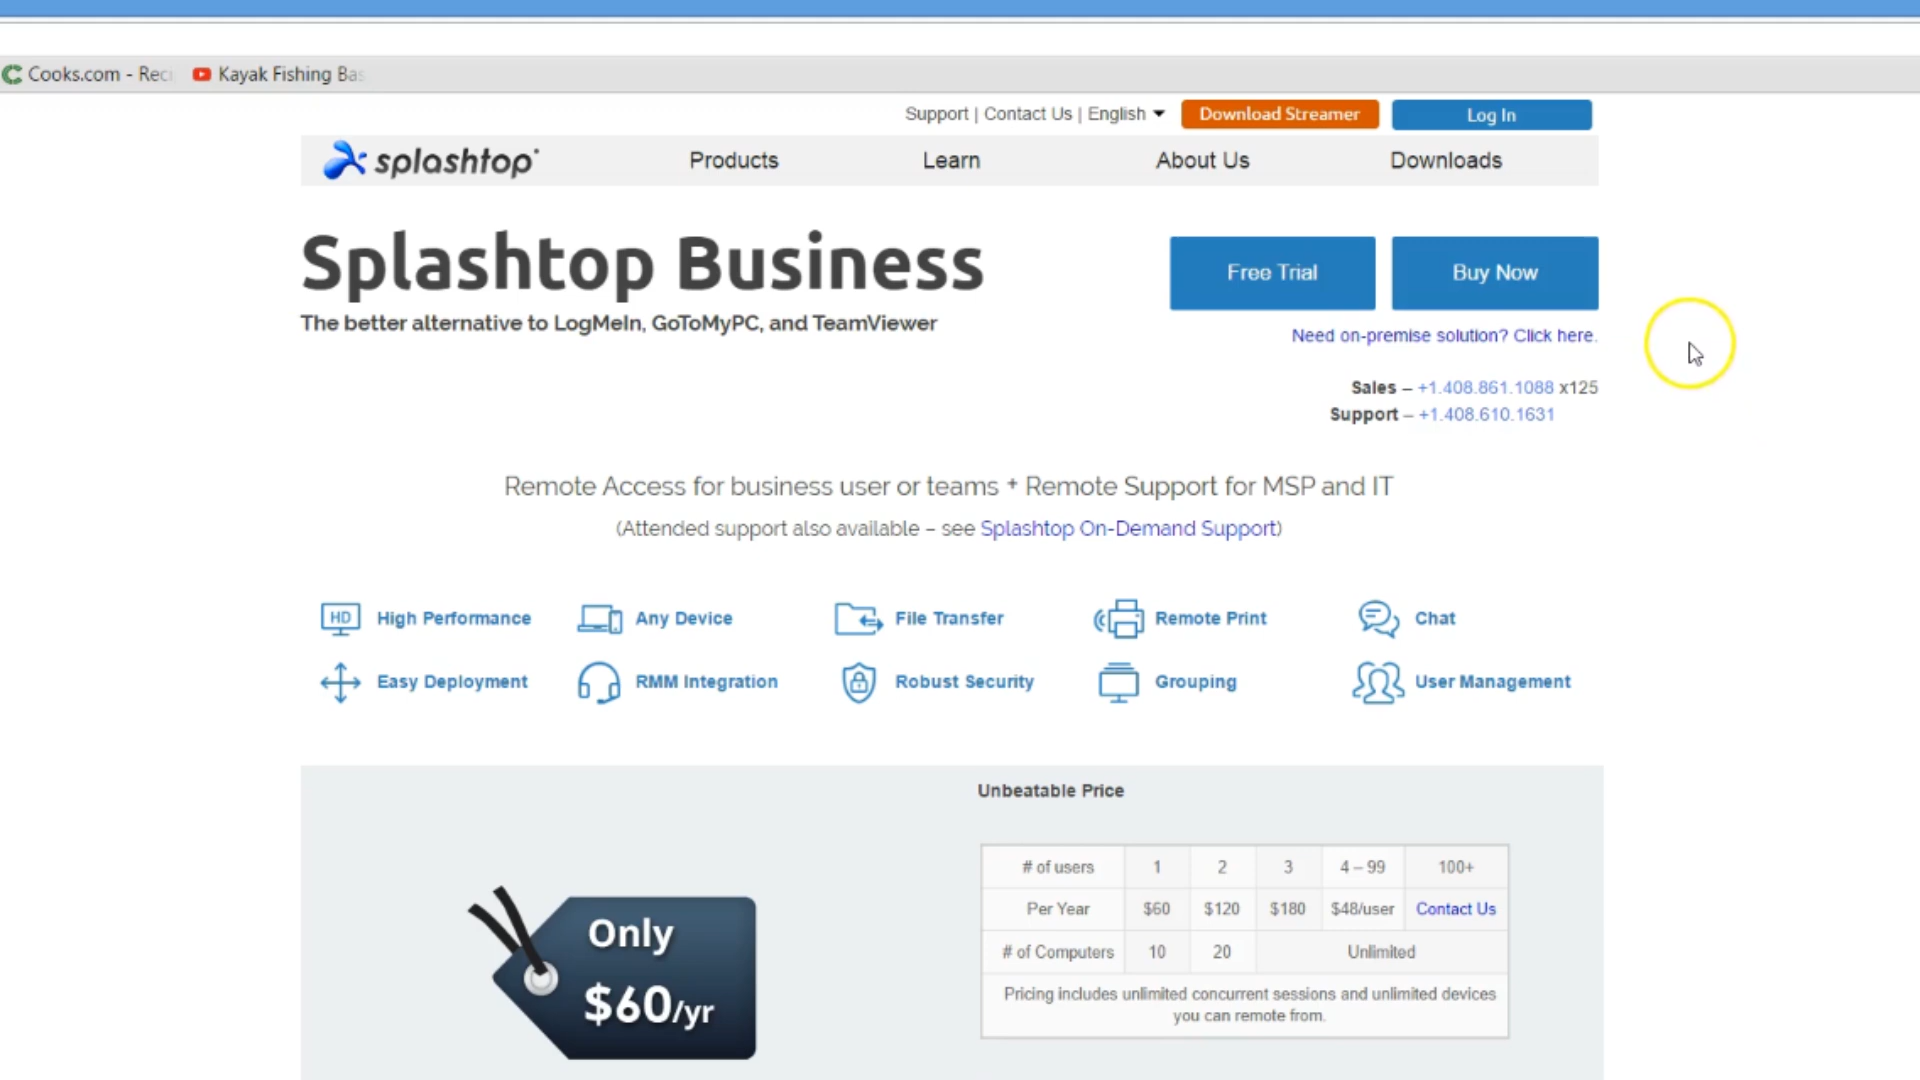 Cooks.com - Reci
Kayak Fishing Bas
Support | Contact Us | English
Download Streamer
Log In
splashtop
Products
Learn
About Us
Downloads
Splashtop Business
The better alternative to LogMeIn, GoToMyPC, and TeamViewer
Free Trial
Buy Now
Need on-premise solution? Click here.
Sales – +1.408.861.1088 x125
Support – +1.408.610.1631
Remote Access for business user or teams + Remote Support for MSP and IT
(Attended support also available – see Splashtop On-Demand Support)
HD High Performance
Any Device
File Transfer
Remote Print
Chat
Easy Deployment
RMM Integration
Robust Security
Grouping
User Management
Unbeatable Price
Only
$60/yr
# of users 1 2 3 4 – 99 100+
Per Year $60 $120 $180 $48/user Contact Us
# of Computers 10 20 Unlimited
Pricing includes unlimited concurrent sessions and unlimited devices
you can remote from.